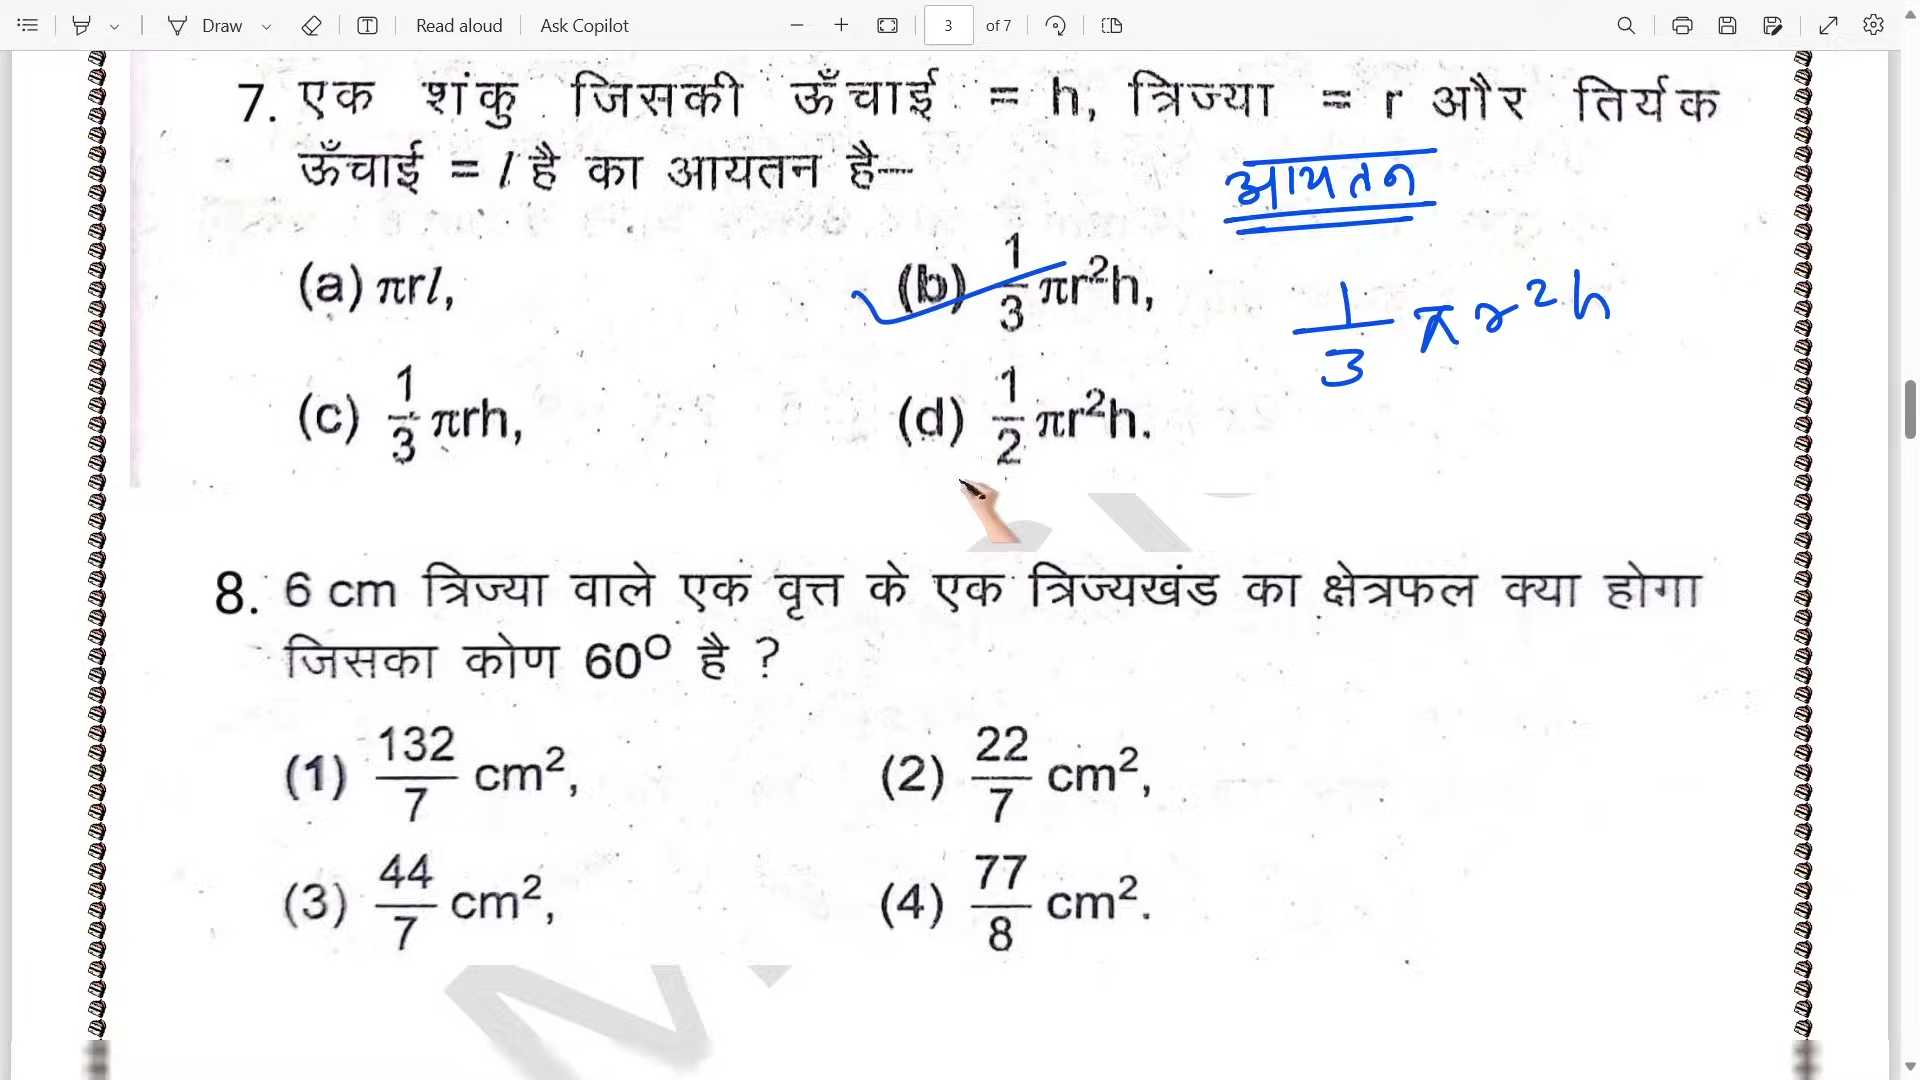 Draw Read aloud Ask Copilot 3 of 7
7. एक शंकु जिसकी ऊँचाई = h, त्रिज्या = r और तिर्यक
ऊँचाई = l है का आयतन है—
आयतन
(a) πrl, (b) 1/3 πr²h,
1/3 πr²h
(c) 1/3 πrh, (d) 1/2 πr²h.
8. 6 cm त्रिज्या वाले एक वृत्त के एक त्रिज्यखंड का क्षेत्रफल क्या होगा
जिसका कोण 60° है ?
(1) 132/7 cm², (2) 22/7 cm²,
(3) 44/7 cm², (4) 77/8 cm².